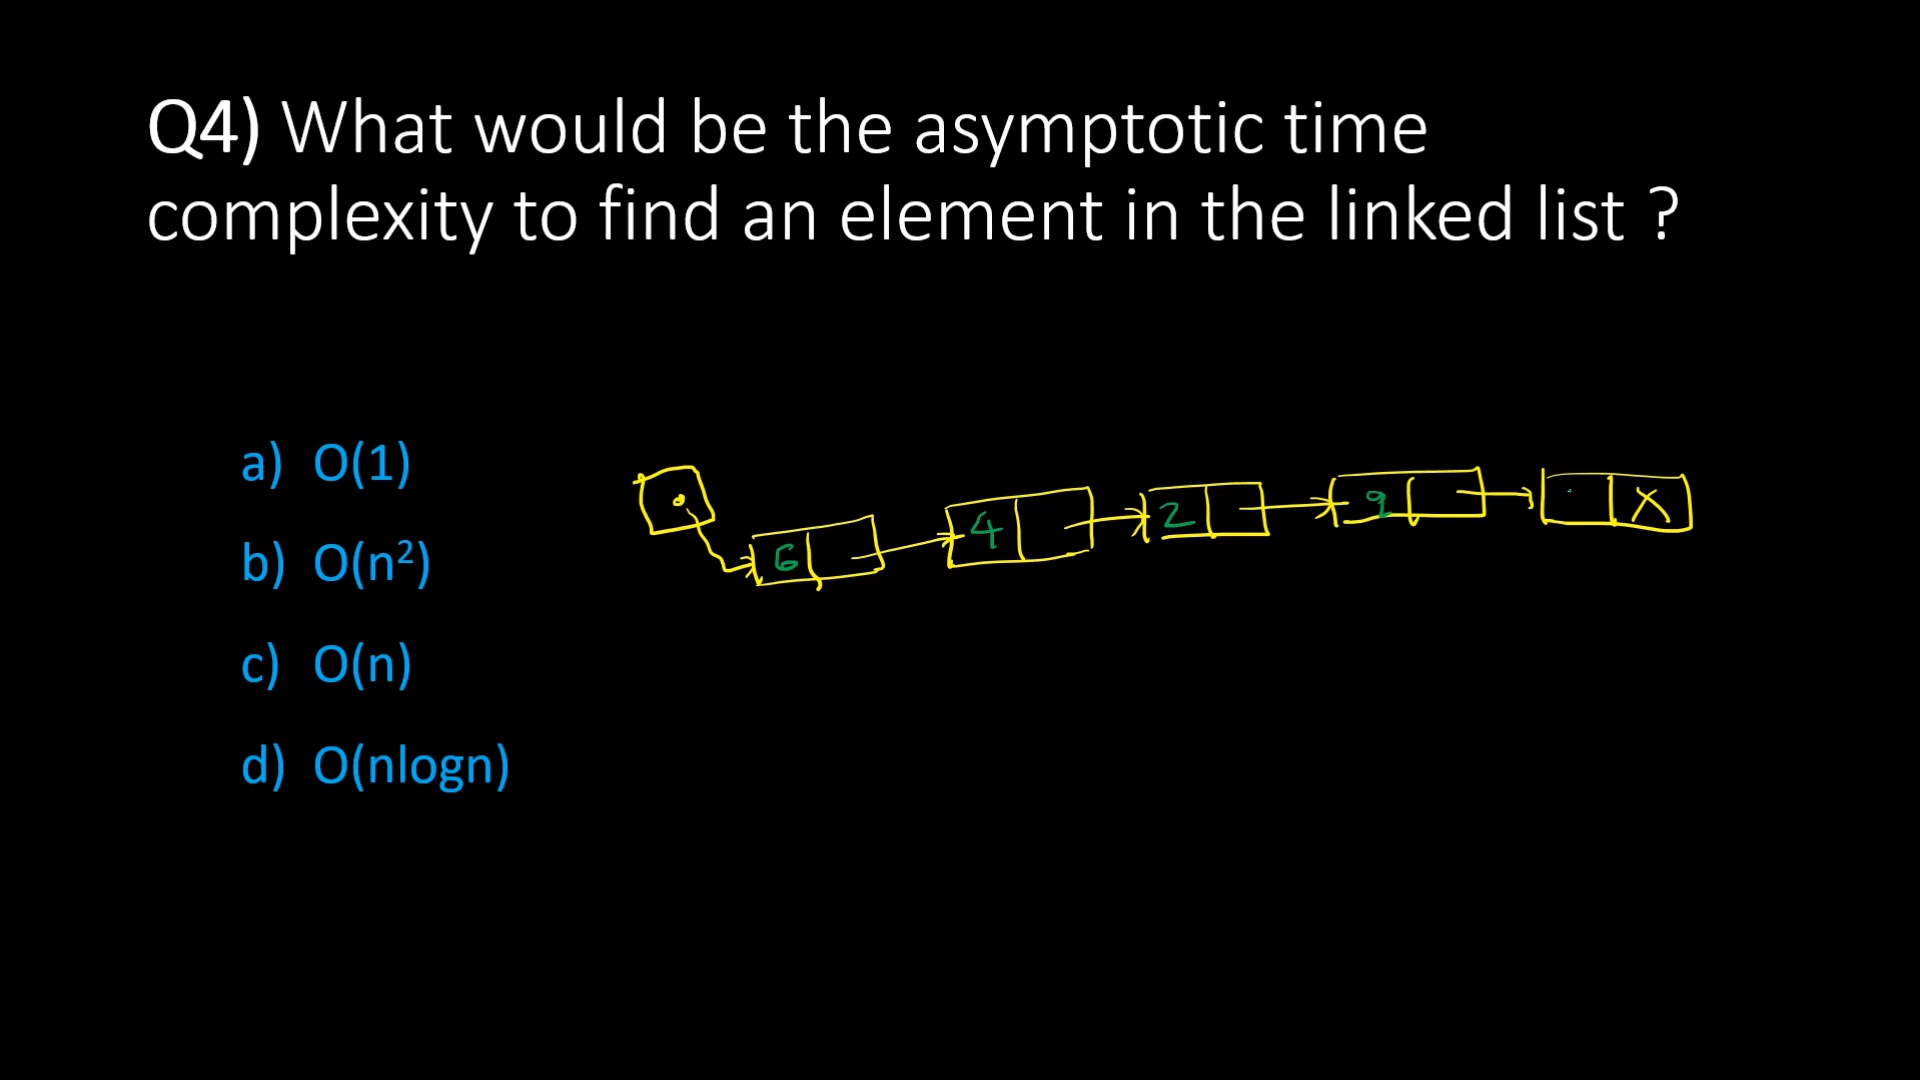 Q4) What would be the asymptotic time
complexity to find an element in the linked list ?
a) O(1)
b) O(n²)
c) O(n)
d) O(nlogn)
6 4 2 9 X